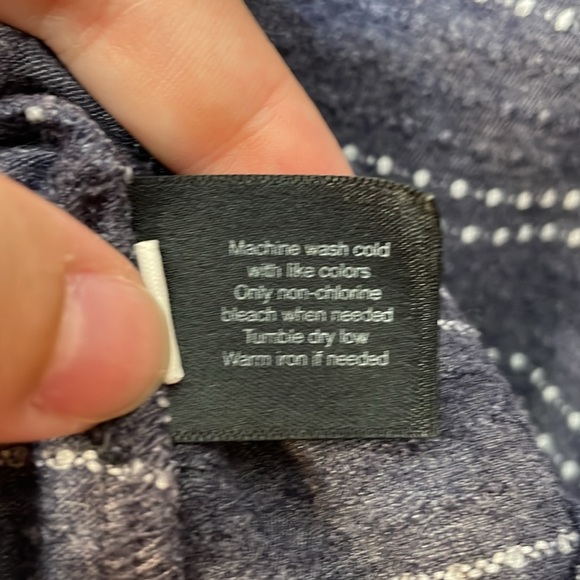 Machine wash cold
with like colors
Only non-chlorine
bleach when needed
Tumble dry low
Warm iron if needed